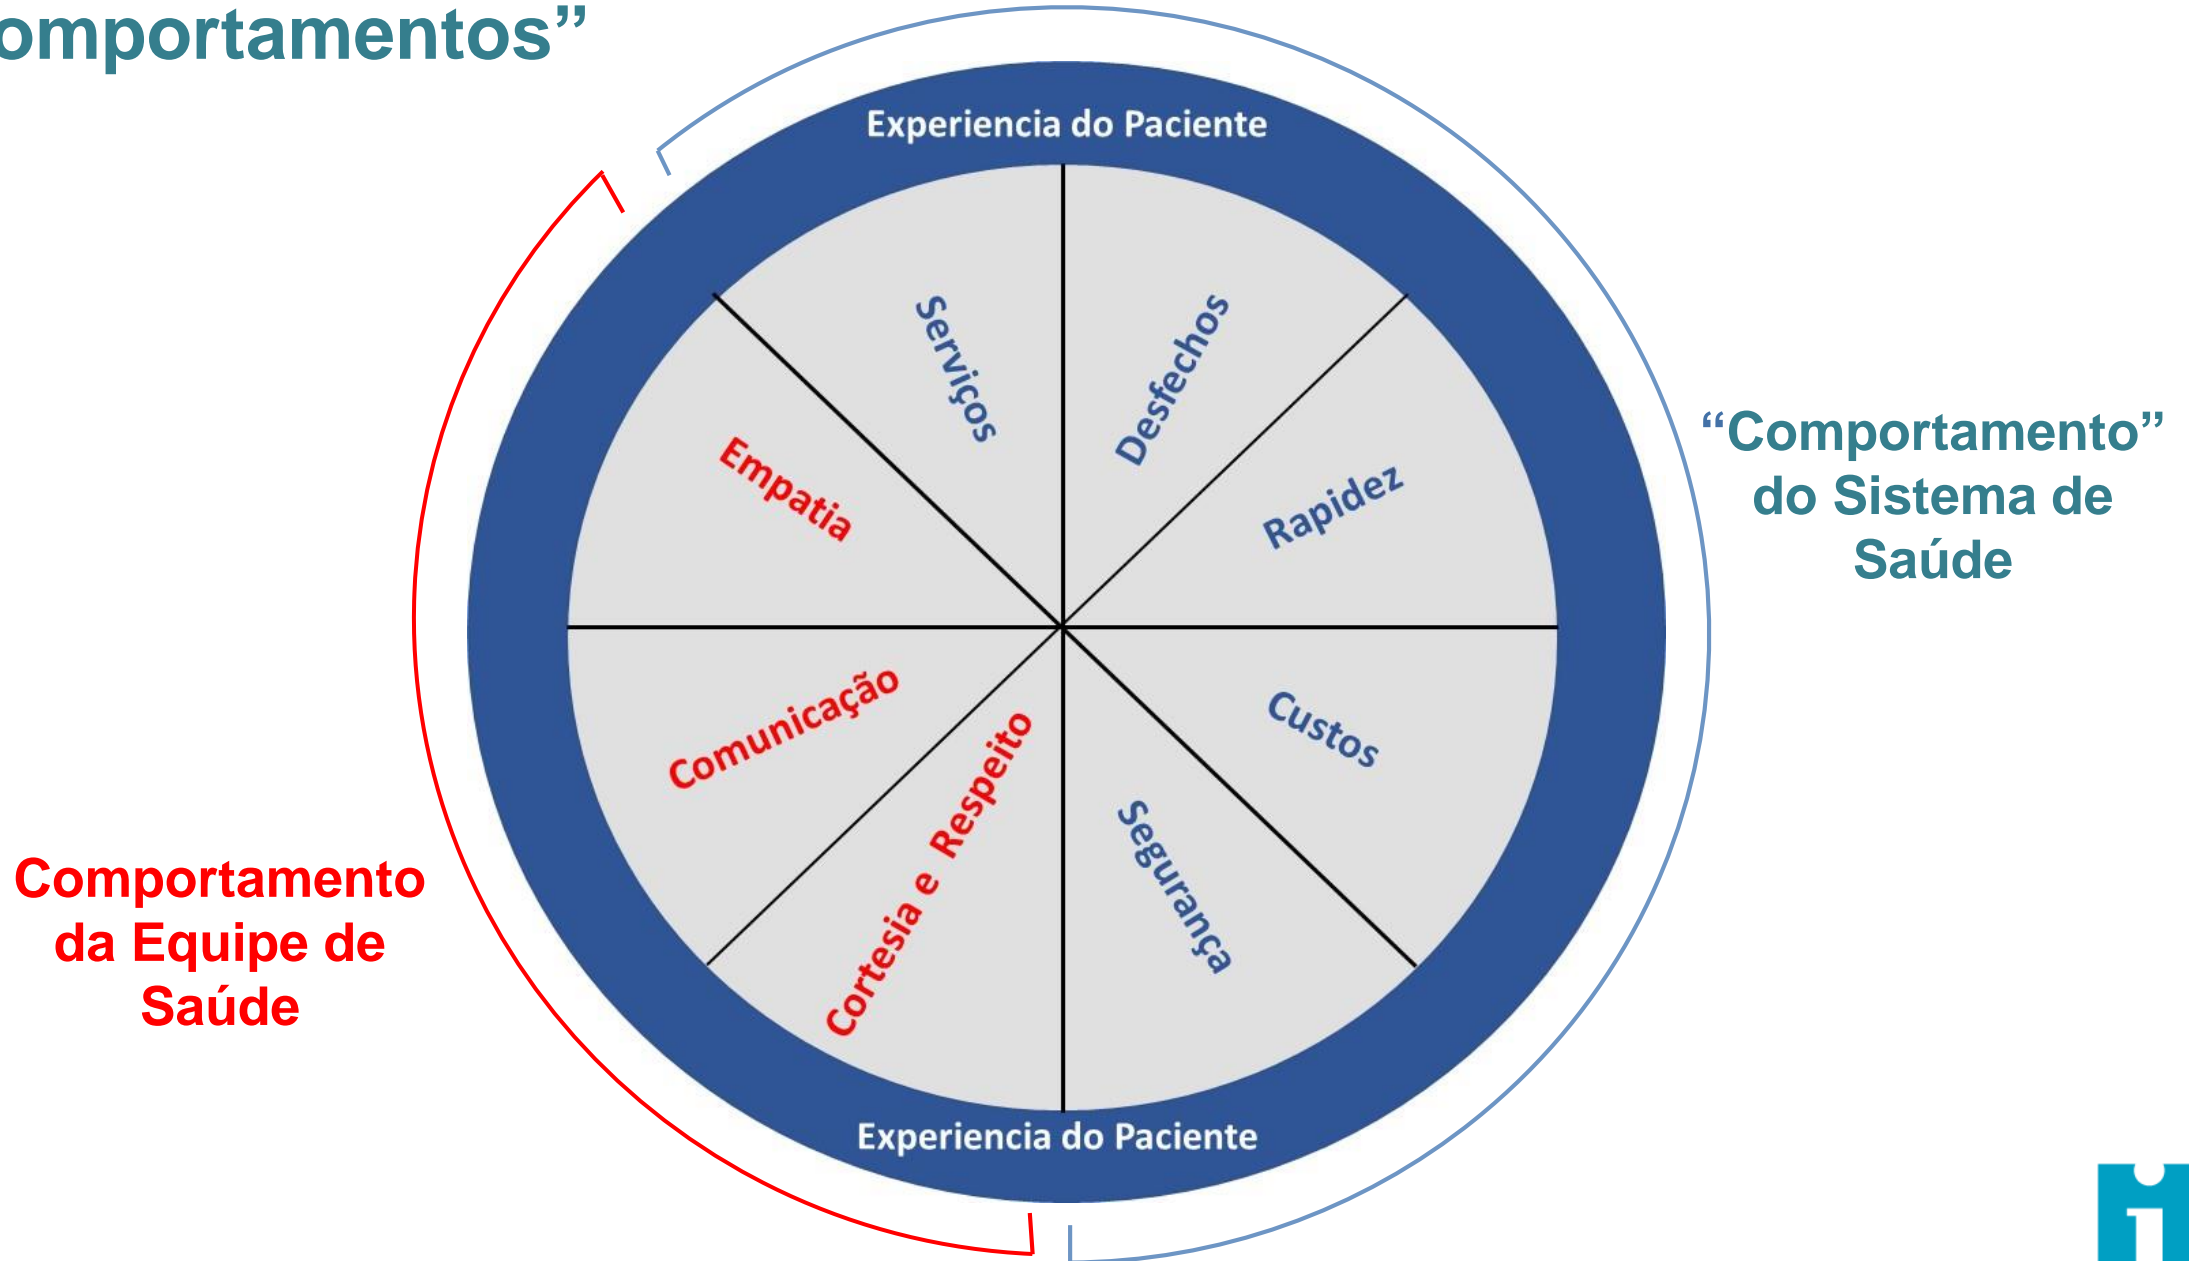 omportamentos”
Experiencia do Paciente
Serviços
Desfechos
Rapidez
Empatia
Comunicação
Cortesia e Respeito
Segurança
Custos
Experiencia do Paciente
“Comportamento”
do Sistema de
Saúde
Comportamento
da Equipe de
Saúde